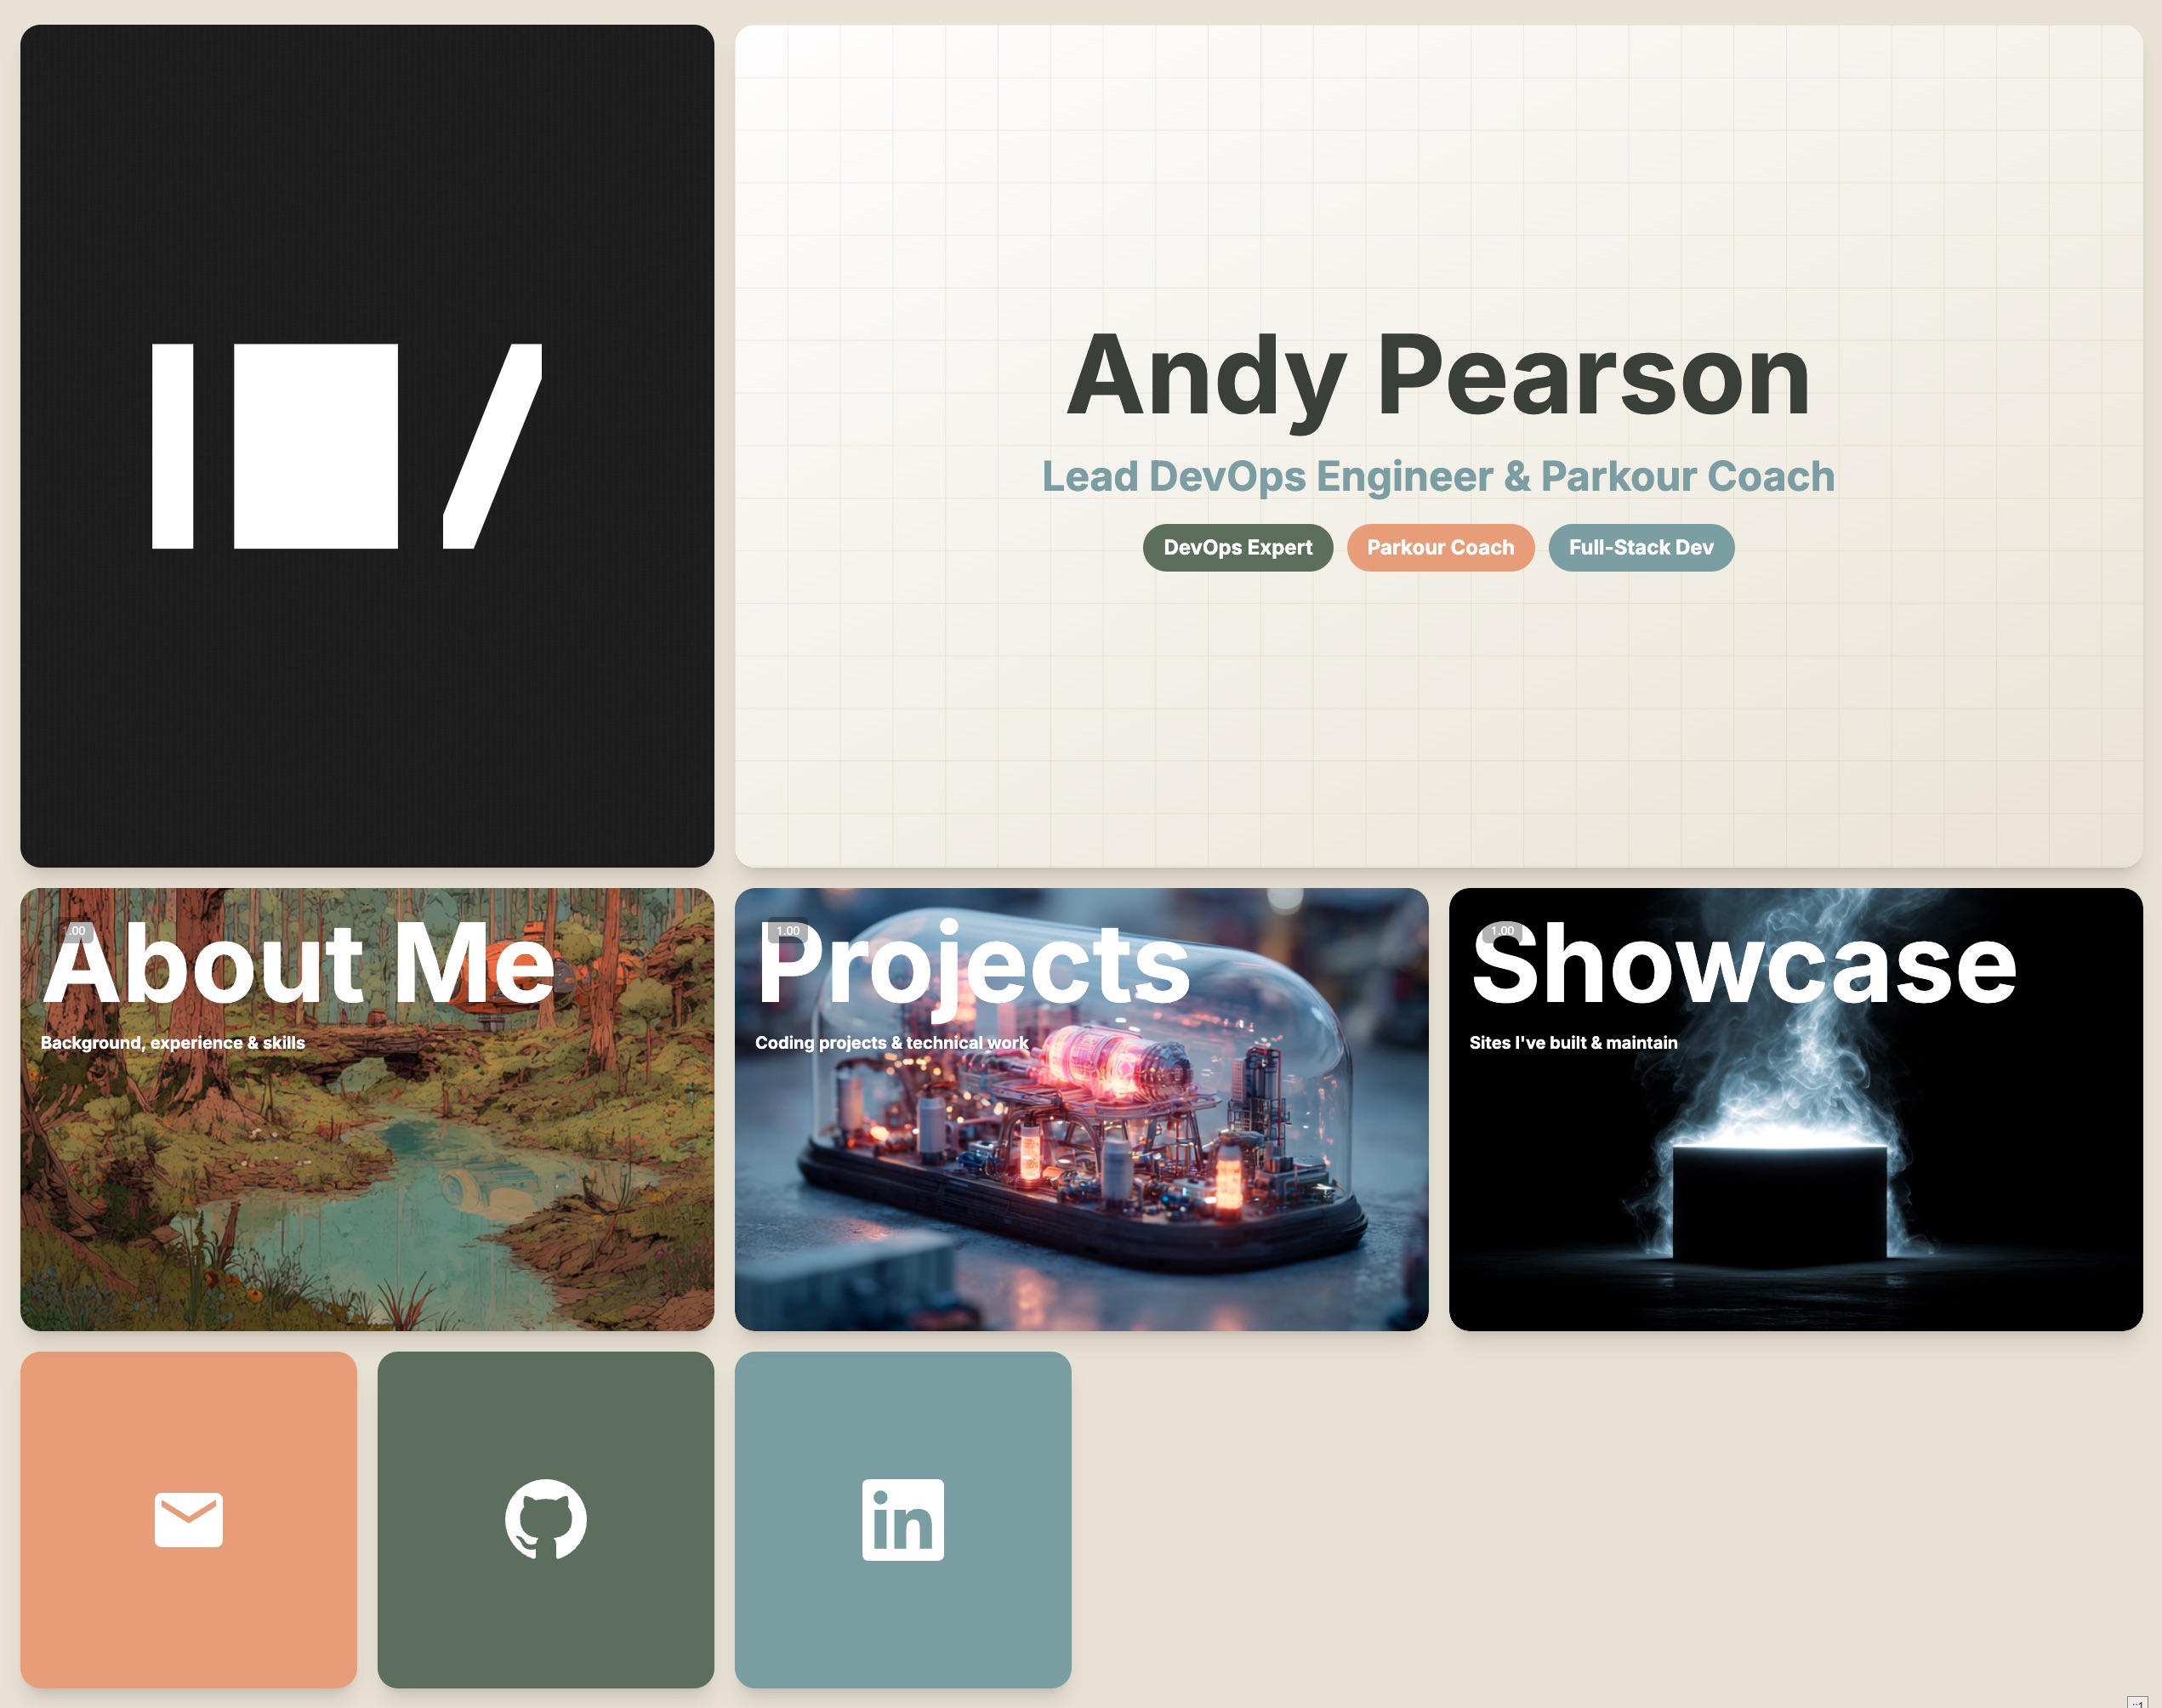 Andy Pearson
Lead DevOps Engineer & Parkour Coach
DevOps Expert
Parkour Coach
Full-Stack Dev
1.00
About Me
Background, experience & skills
1.00
Projects
Coding projects & technical work
1.00
Showcase
Sites I've built & maintain
in